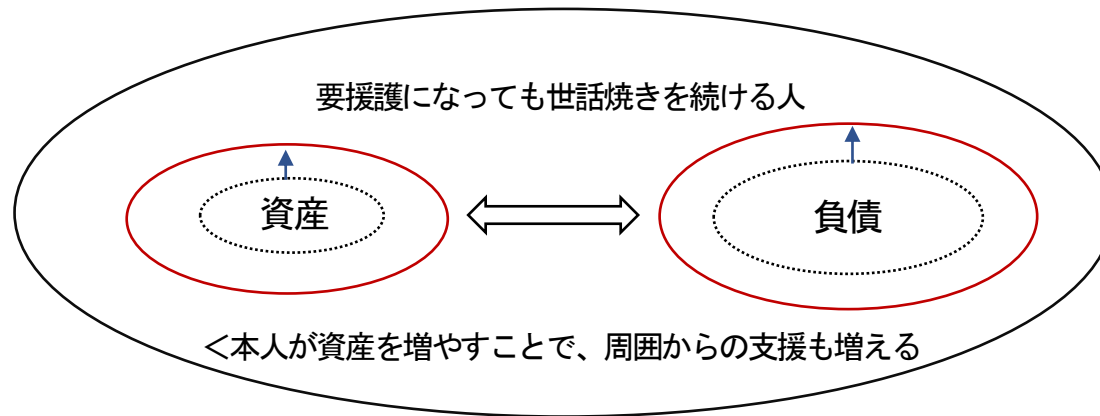 要援護になっても世話焼きを続ける人
資産
負債
＜本人が資産を増やすことで、周囲からの支援も増える